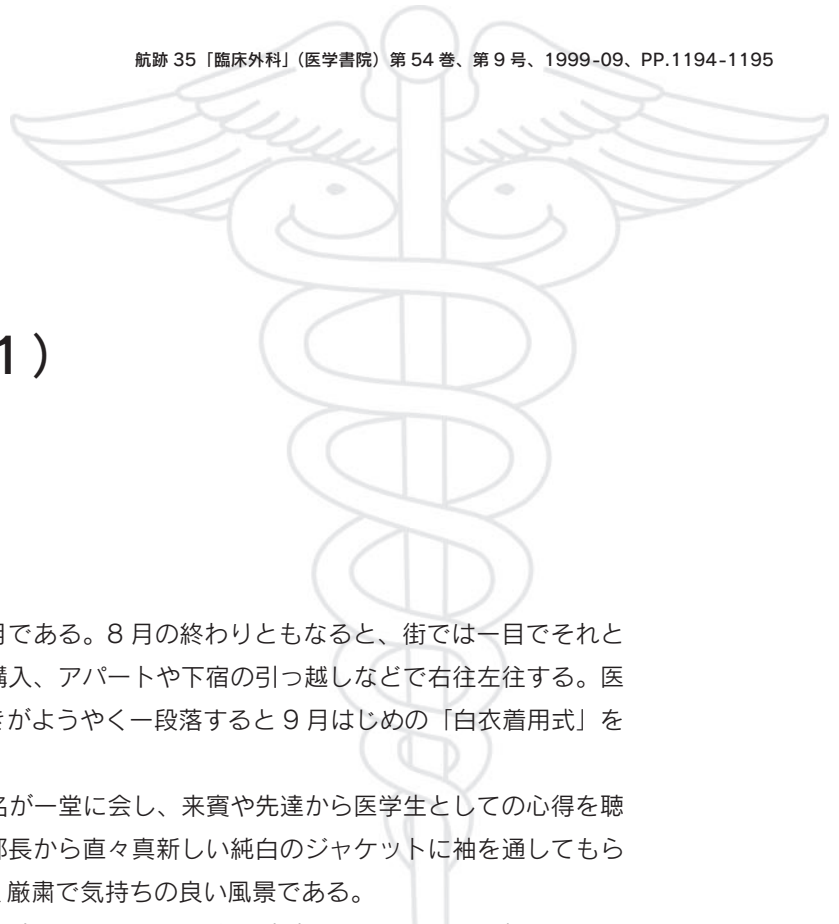 航跡 35「臨床外科」(医学書院)第 54 巻、第 9 号、1999-09、PP.1194-1195
1)
月である。8 月の終わりともなると、街では一目でそれと
購入、アパートや下宿の引っ越しなどで右往左往する。医
きがようやく一段落すると 9 月はじめの「白衣着用式」を
名が一堂に会し、来賓や先達から医学生としての心得を聴
部長から直々真新しい純白のジャケットに袖を通してもら
厳粛で気持ちの良い風景である。